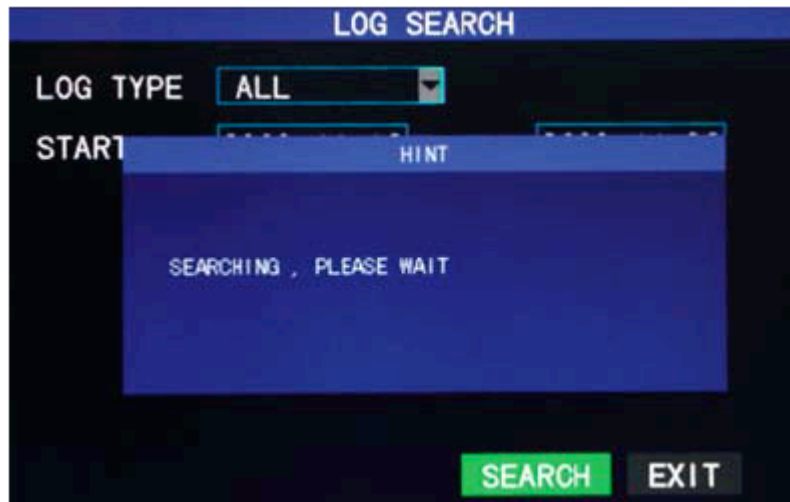 LOG SEARCH
LOG TYPE ALL
START
HINT
SEARCHING , PLEASE WAIT
SEARCH EXIT